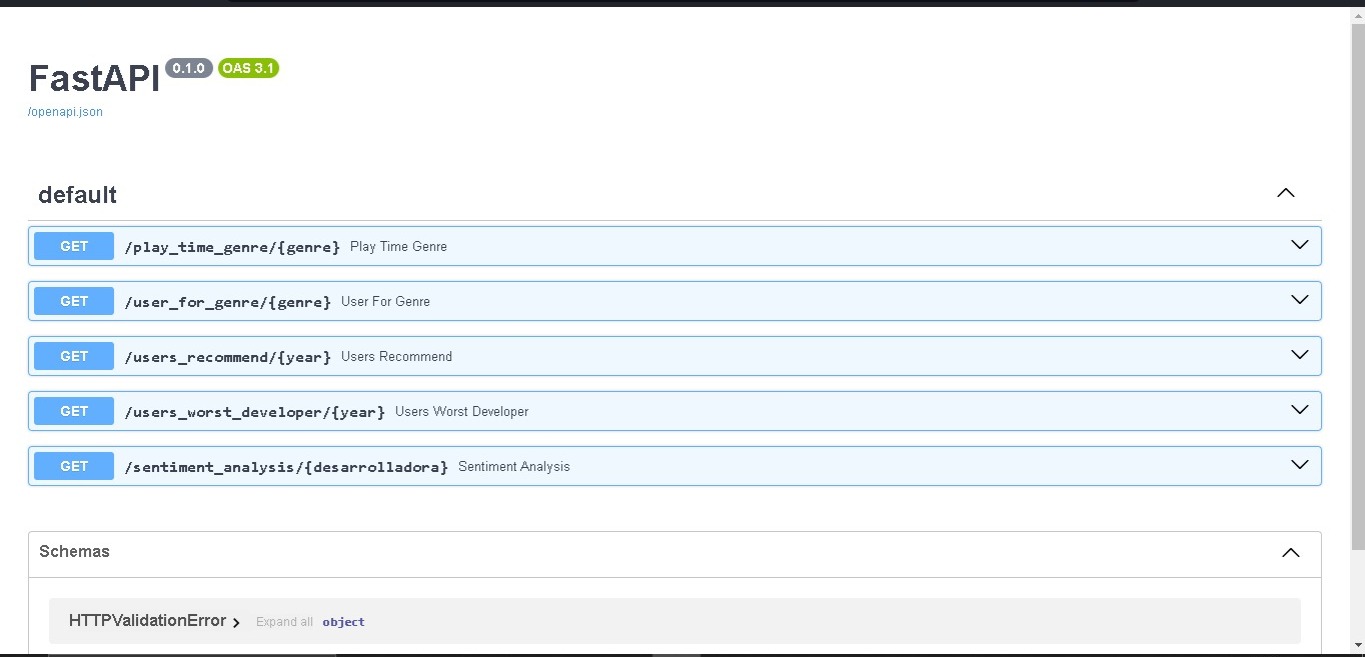 FastAPI 0.1.0 OAS 3.1
/openapi.json
default
GET /play_time_genre/{genre} Play Time Genre
GET /user_for_genre/{genre} User For Genre
GET /users_recommend/{year} Users Recommend
GET /users_worst_developer/{year} Users Worst Developer
GET /sentiment_analysis/{desarrolladora} Sentiment Analysis
Schemas
HTTPValidationError Expand all object